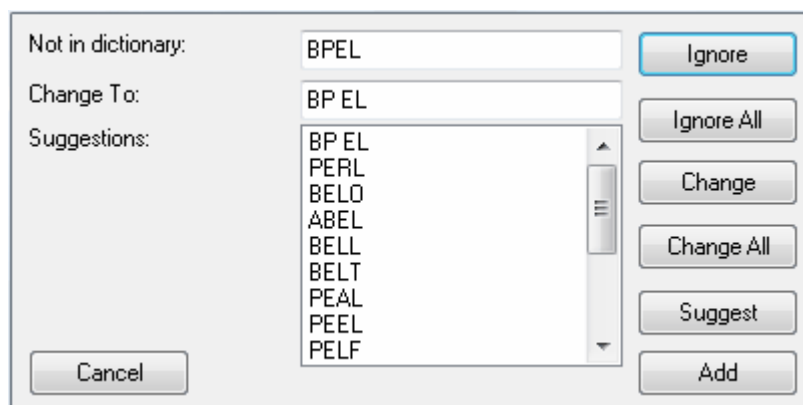 Not in dictionary: BPEL Ignore
Change To: BP EL Ignore All
Suggestions: BP EL
PERL Change
BELO
ABEL
BELL Change All
BELT
PEAL Suggest
PEEL
PELF
Cancel Add